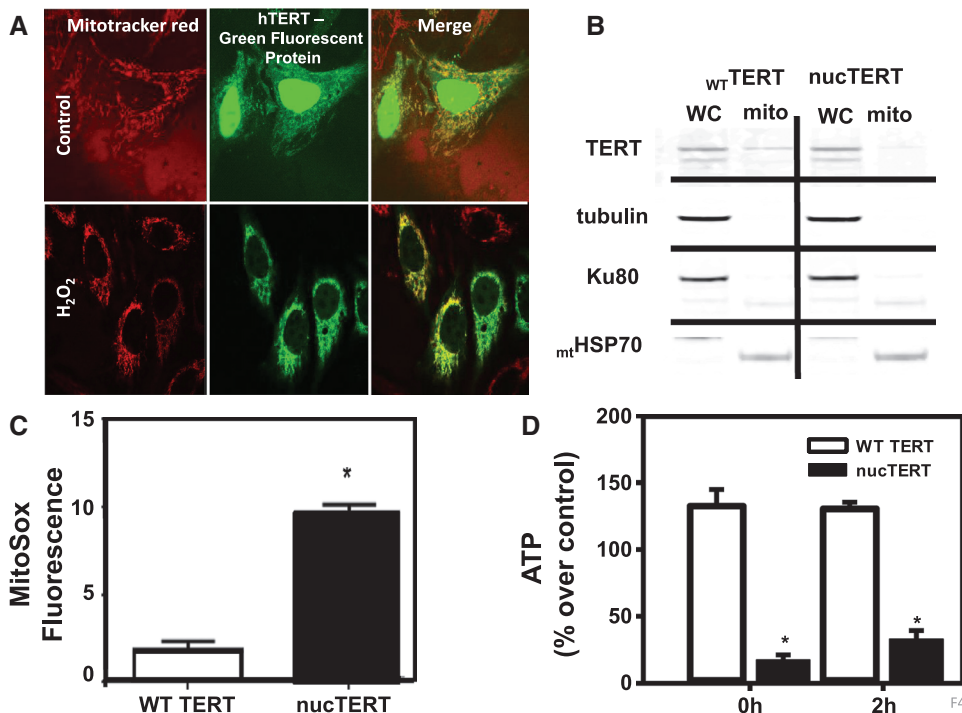 A
Mitotracker red
hTERT –
Green Fluorescent
Protein
Merge
Control
H₂O₂
B
WTTERT nucTERT
WC mito WC mito
TERT
tubulin
Ku80
mtHSP70
C
MitoSox
Fluorescence
15
10
5
0
*
WT TERT nucTERT
D
ATP
(% over control)
200
150
100
50
0
WT TERT
nucTERT
*
*
0h 2h
F4